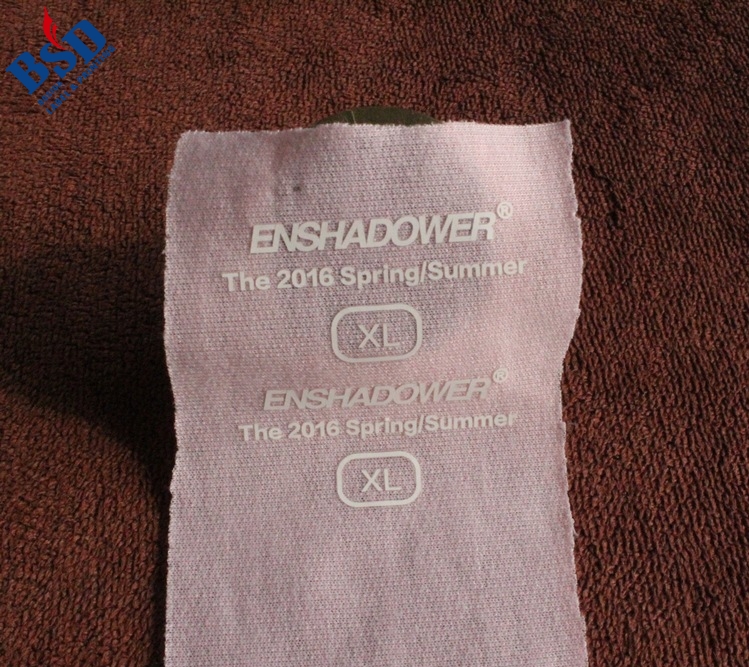 BSD
ENSHADOWER®
The 2016 Spring/Summer
XL
ENSHADOWER®
The 2016 Spring/Summer
XL